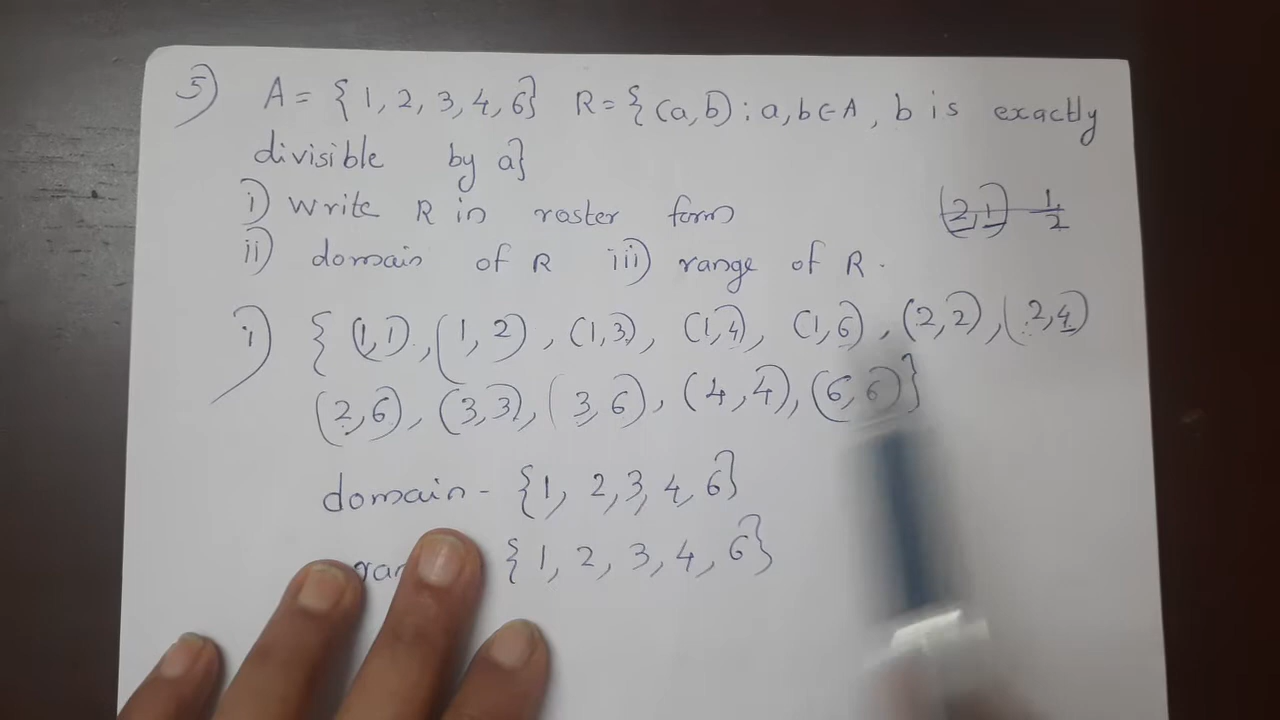 5) A = {1, 2, 3, 4, 6} R = {(a, b) : a, b ∈ A, b is exactly
divisible by a}
i) Write R in roster form
(2,1) 1/2
ii) domain of R iii) range of R.
i) { (1,1), (1, 2), (1,3), (1,4), (1,6), (2,2), (2,4)
(2,6), (3,3), (3,6), (4,4), (6,6)}
domain - {1, 2, 3, 4, 6}
{1, 2, 3, 4, 6}